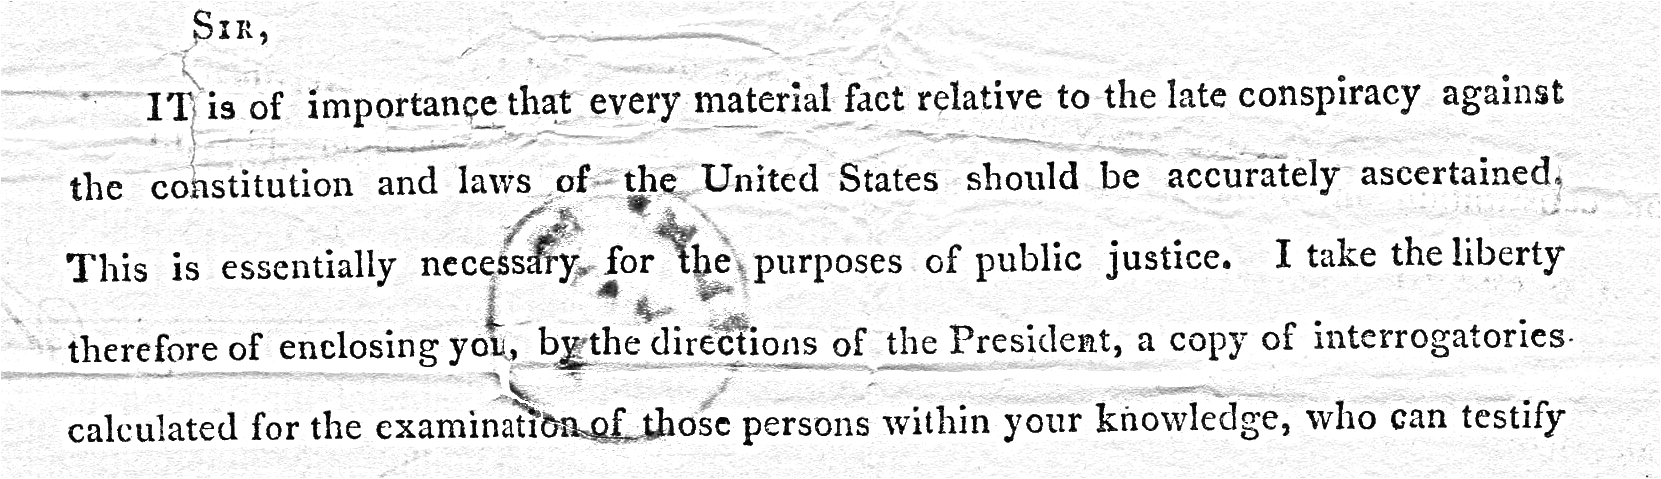 SIR,
IT is of importance that every material fact relative to the late conspiracy against
the constitution and laws of the United States should be accurately ascertained.
This is essentially necessary for the purposes of public justice. I take the liberty
therefore of enclosing you, by the directions of the President, a copy of interrogatories
calculated for the examination of those persons within your knowledge, who can testify